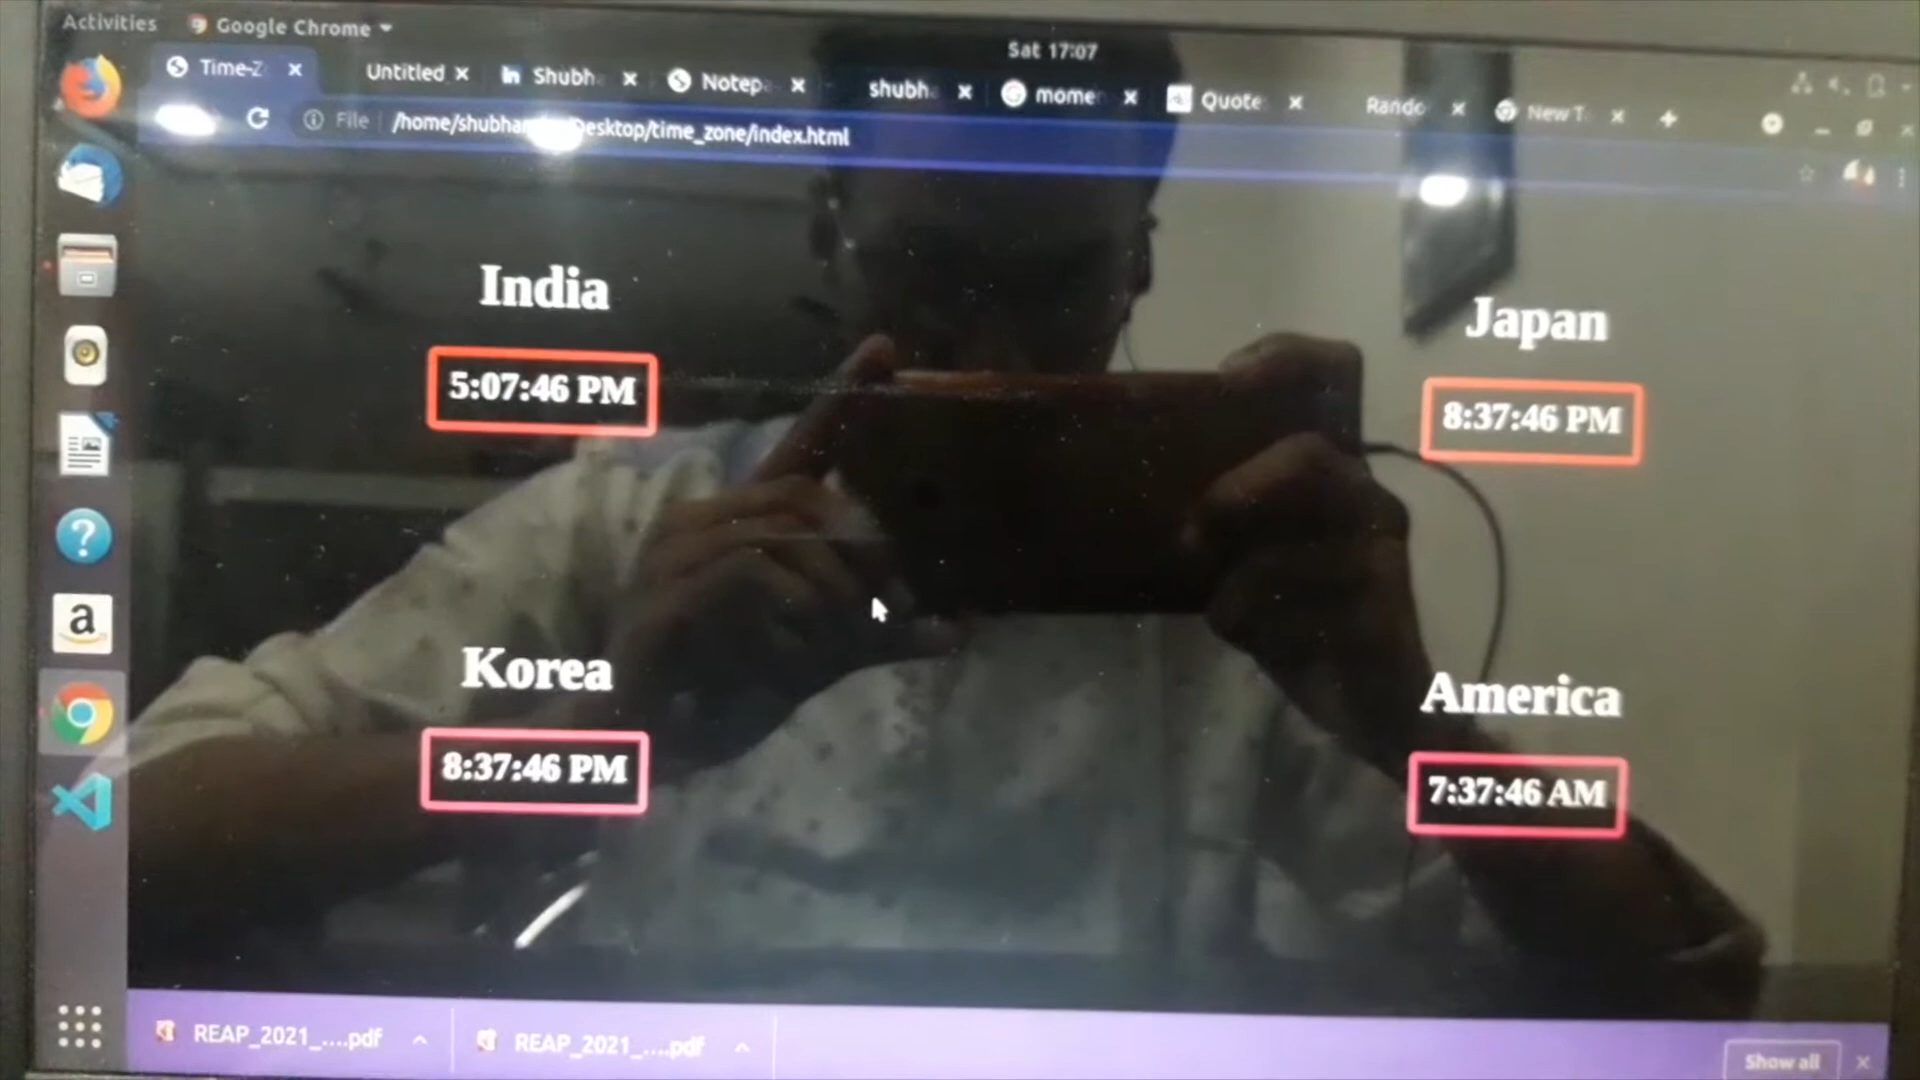 Activities Google Chrome
Sat 17:07
Time-Z Untitled in Shubh Notep shubh mome Quote Rando New T
File /home/shubha Desktop/time_zone/index.html
India
5:07:46 PM
Japan
8:37:46 PM
Korea
8:37:46 PM
America
7:37:46 AM
REAP_2021_....pdf REAP_2021_....pdf Show all
? 
a